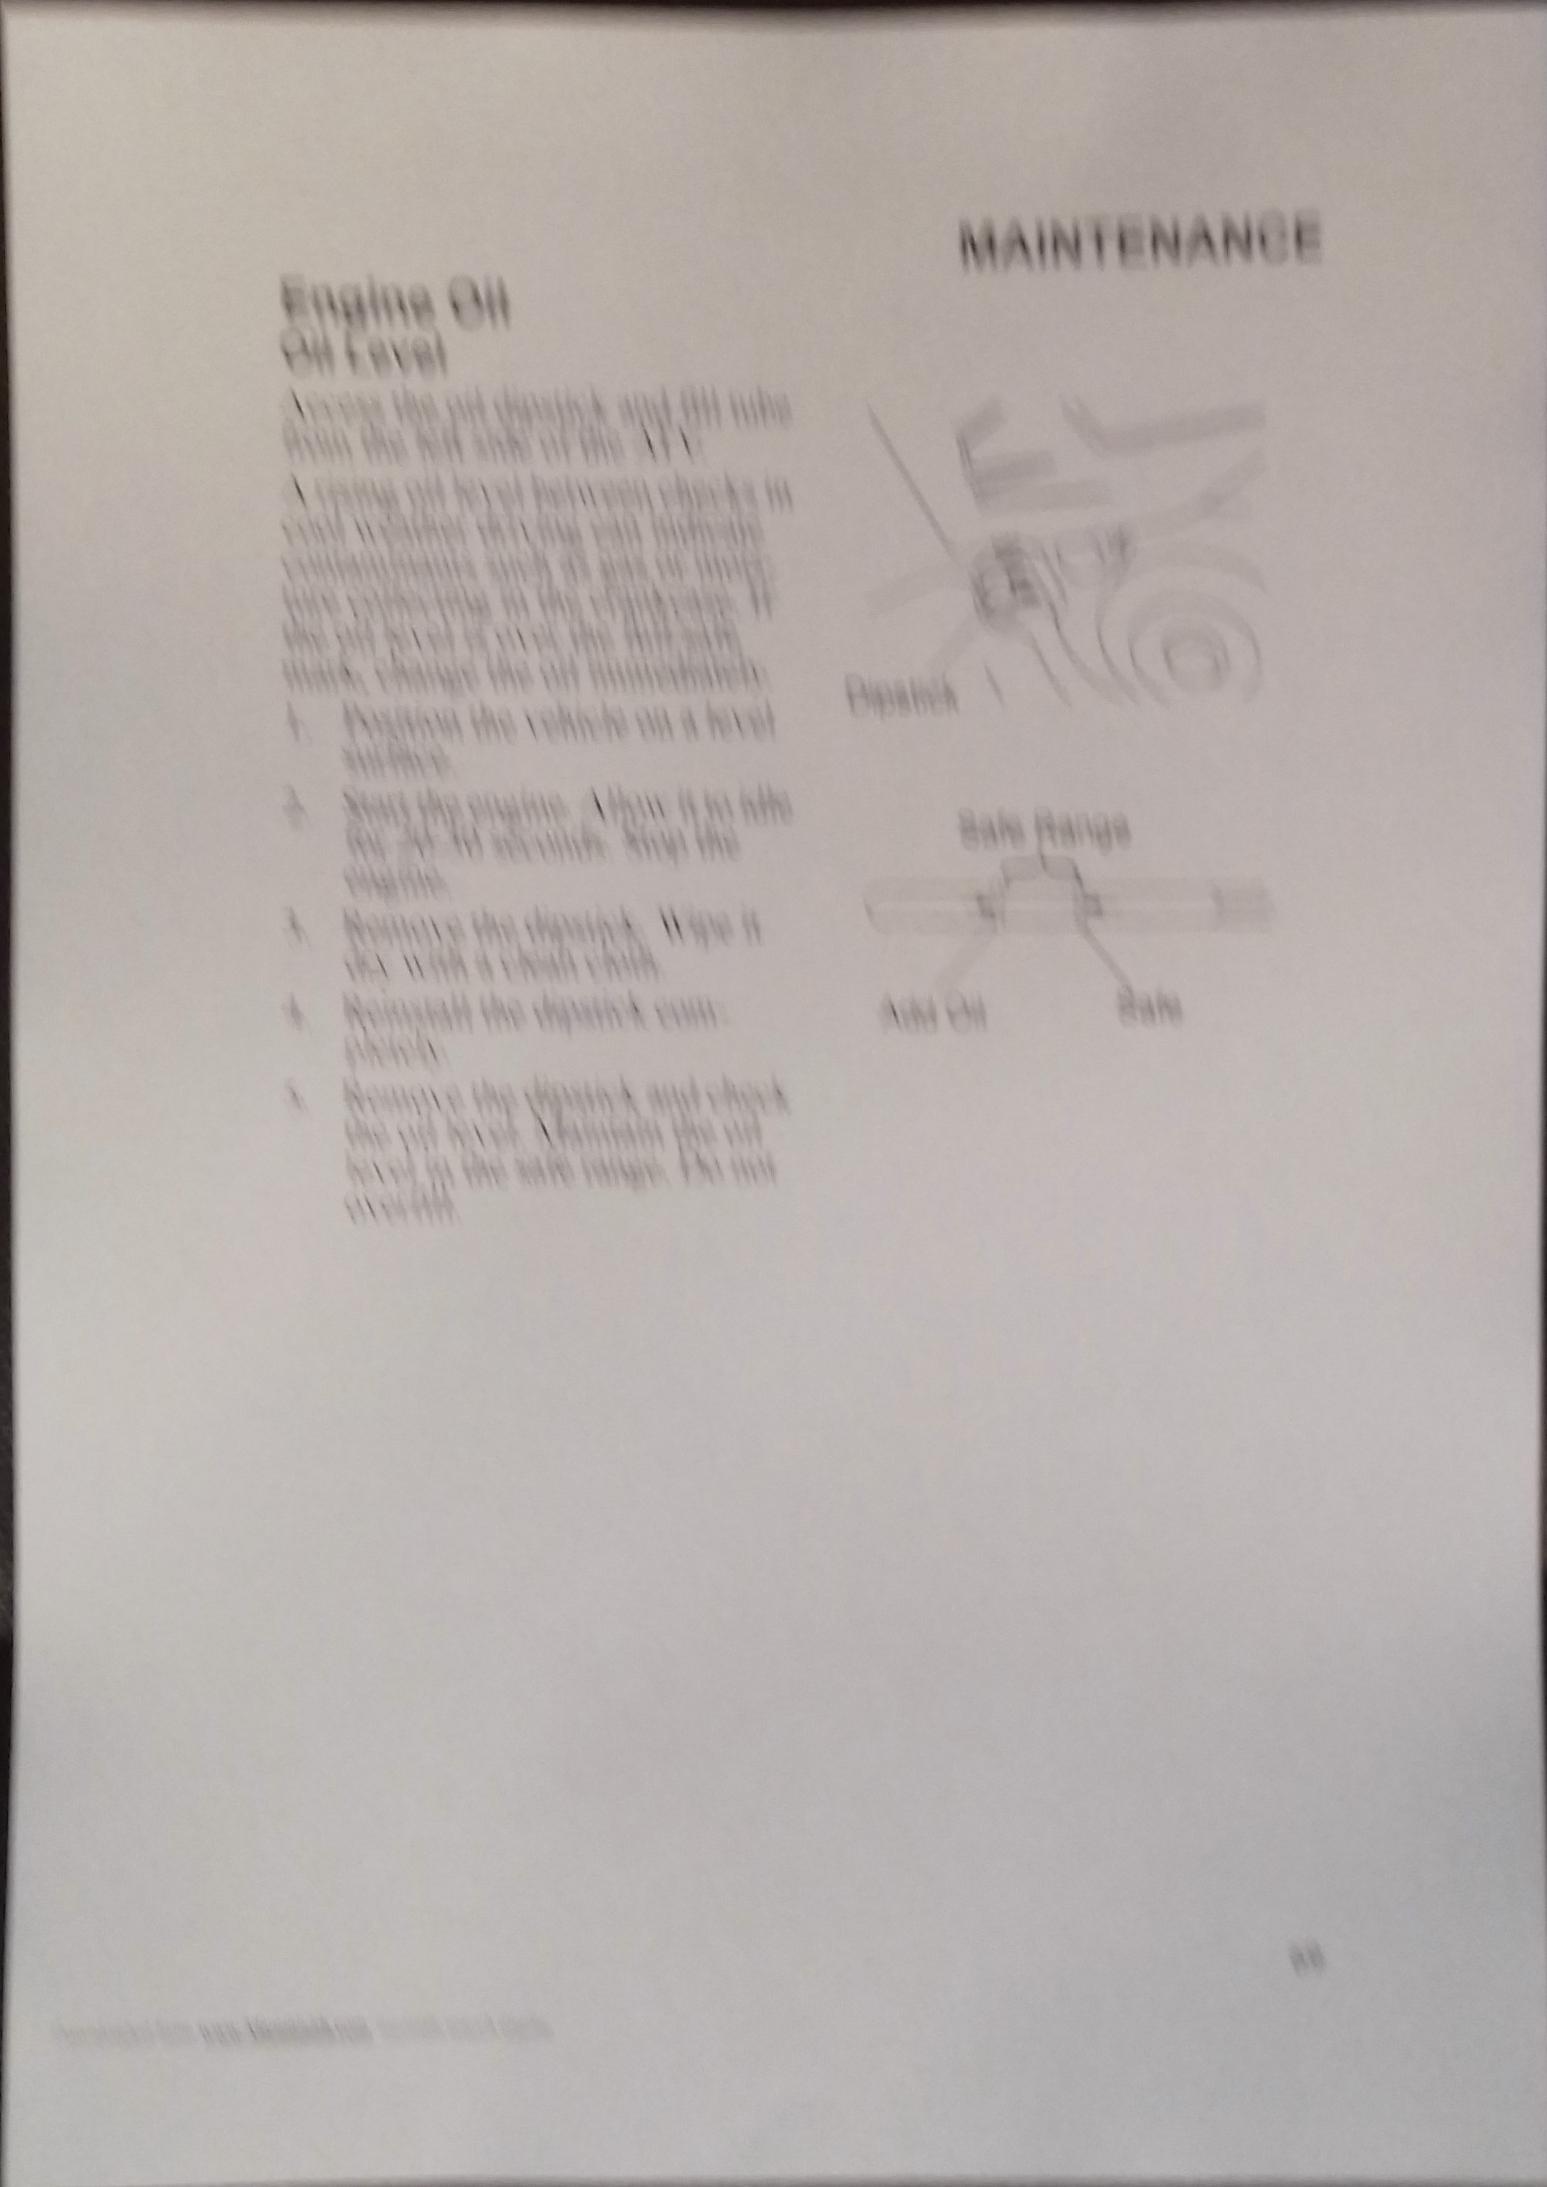 MAINTENANCE
Engine Oil
Oil Level
Access the oil dipstick and fill tube
from the left side of the ATV.
A rising oil level between checks in
cool weather driving can indicate
contaminants such as gas or mois-
ture collecting in the crankcase. If
the oil level is over the full
mark, change the oil immediately.
1. Position the vehicle on a level
surface.
2. Start the engine. Allow it to idle
for 20-30 seconds. Stop the
engine.
3. Remove the dipstick. Wipe it
dry with a clean cloth.
4. Reinstall the dipstick com-
pletely.
5. Remove the dipstick and check
the oil level. Maintain the oil
level in the safe range. Do not
overfill.
Dipstick
Safe Range
Add Oil
Safe